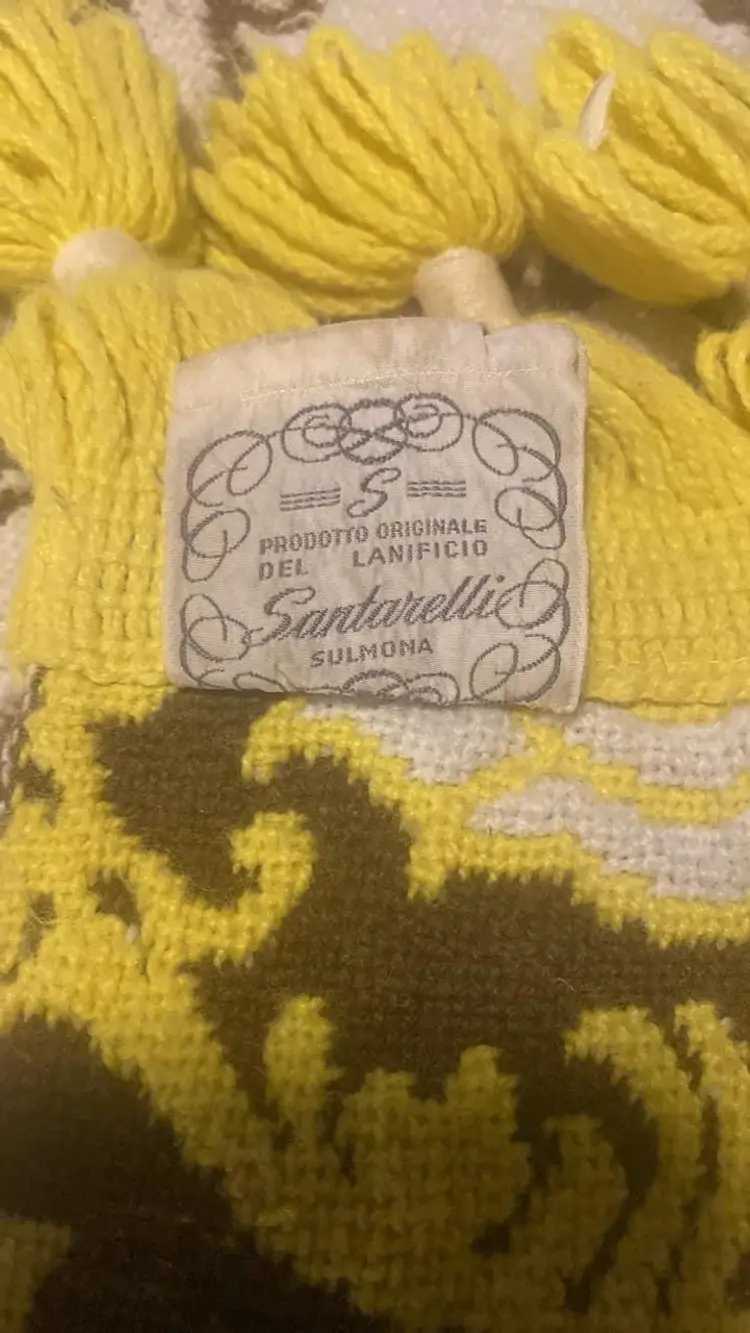 S
PRODOTTO ORIGINALE
DEL LANIFICIO
Santarelli
SULMONA